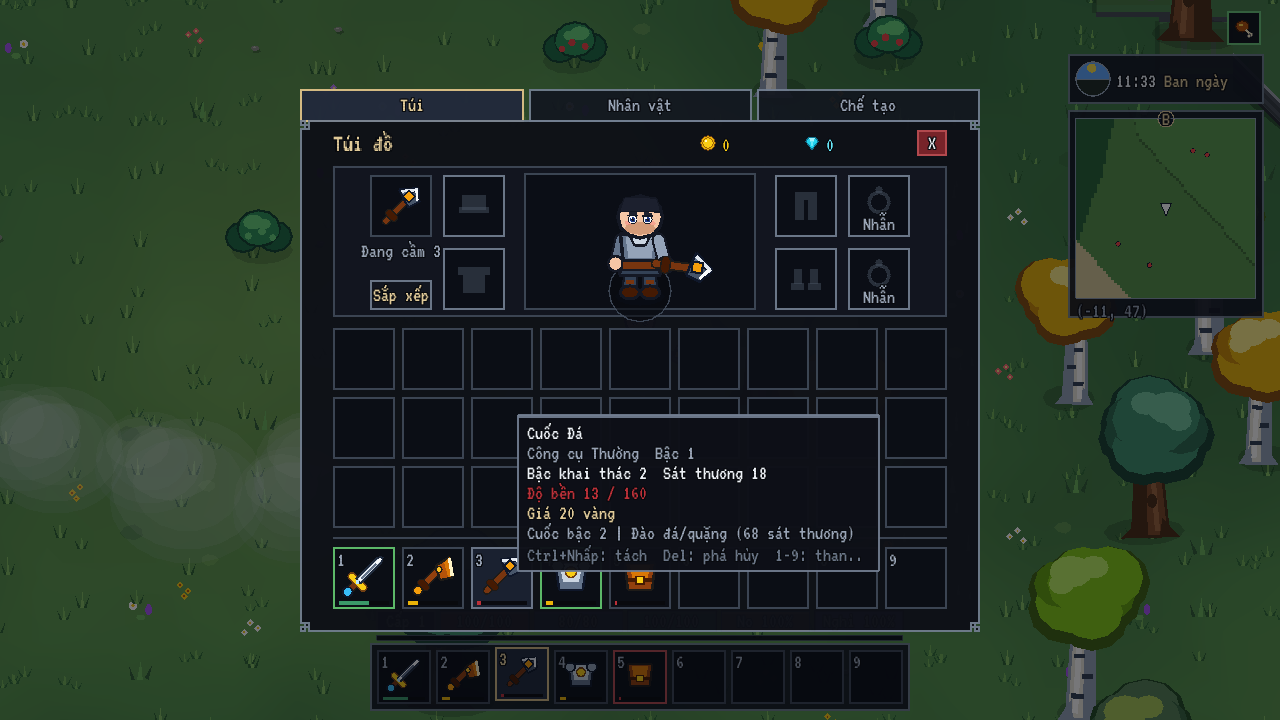 Túi
Nhân vật
Chế tạo
11:33 Ban ngày
B
Túi đồ
0
0
X
Đang cầm 3
Sắp xếp
Nhẫn
Nhẫn
(-11, 47)
Cuốc Đá
Công cụ Thường Bậc 1
Bậc khai thác 2 Sát thương 18
Độ bền 13 / 160
Giá 20 vàng
Cuốc bậc 2 | Đào đá/quặng (68 sát thương)
Ctrl+Nhấp: tách Del: phá hủy 1-9: than..
1
2
3
9
1
2
3
4
5
6
7
8
9